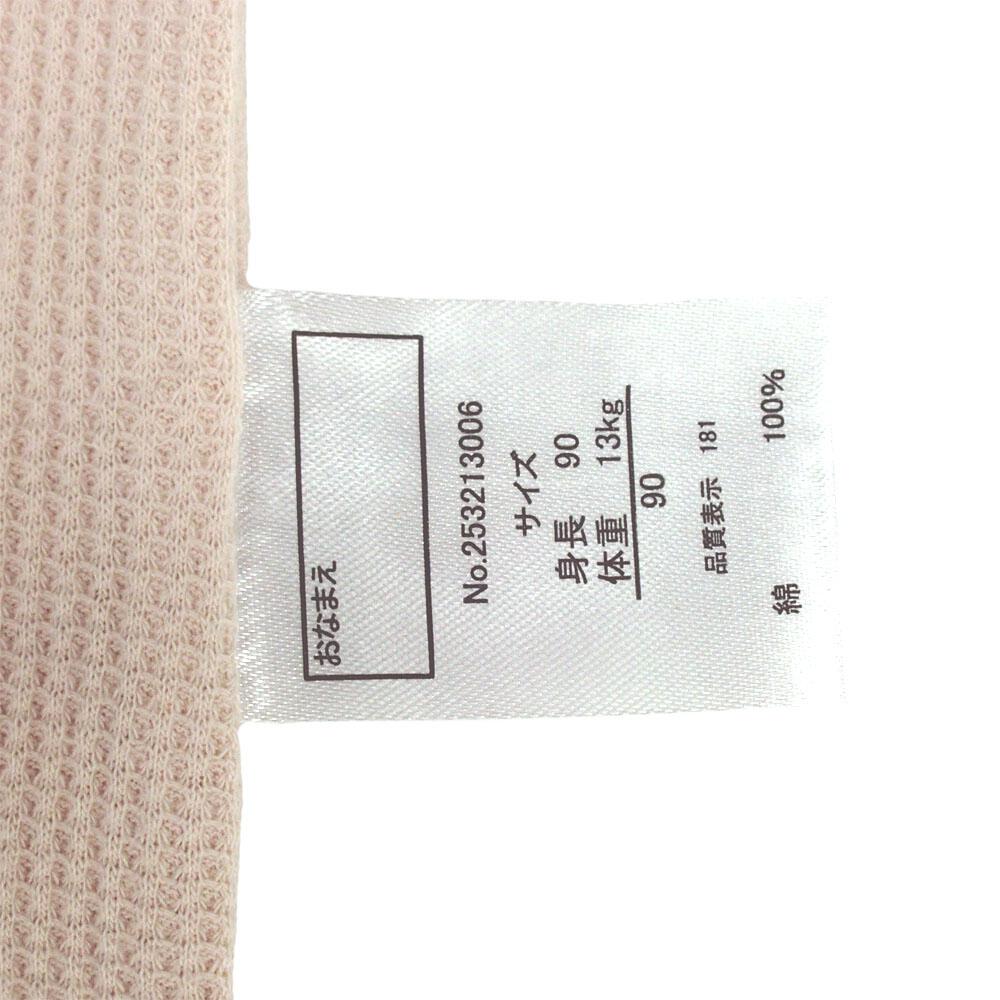 おなまえ
No.253213006
サイズ
身長 90
体重 13kg
90
品質表示 181
綿 100%